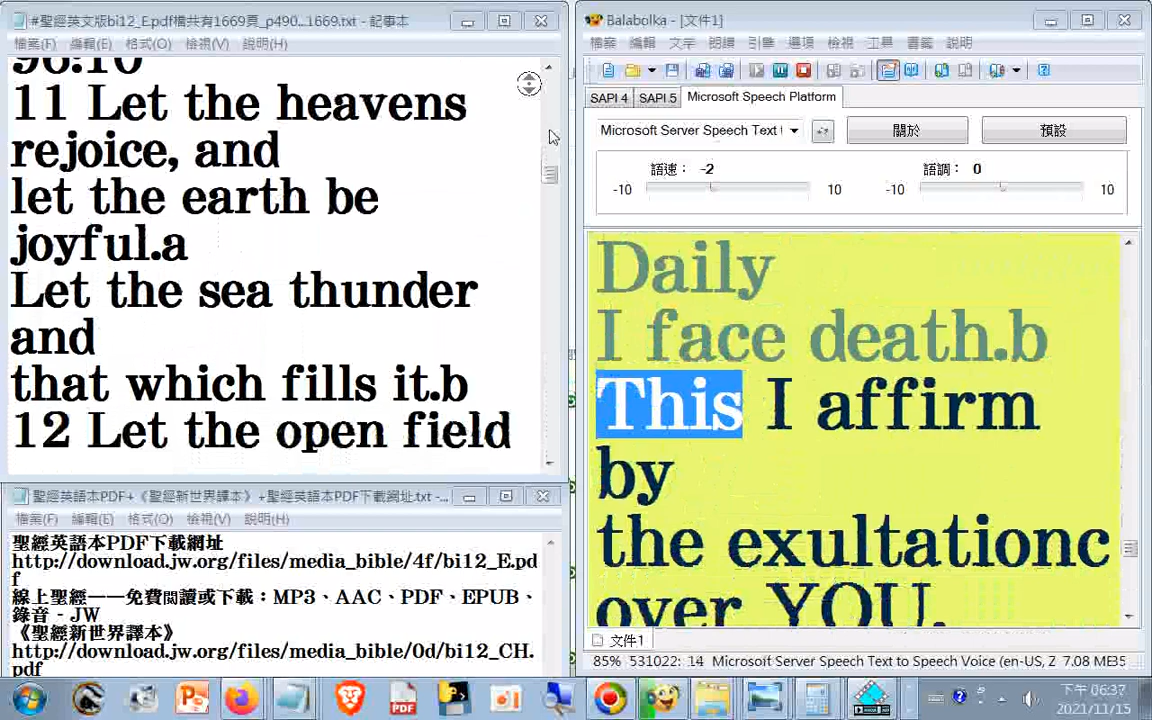 #聖經英文版bi12_E.pdf檔共有1669頁_p490...1669.txt - 記事本
檔案(F) 編輯(E) 格式(O) 檢視(V) 說明(H)
96:10
11 Let the heavens
rejoice, and
let the earth be
joyful.a
Let the sea thunder
and
that which fills it.b
12 Let the open field
聖經英語本PDF+《聖經新世界譯本》+聖經英語本PDF下載網址.txt -...
檔案(F) 編輯(E) 格式(O) 檢視(V) 說明(H)
聖經英語本PDF下載網址
http://download.jw.org/files/media_bible/4f/bi12_E.pd
f
線上聖經——免費閱讀或下載：MP3、AAC、PDF、EPUB、
錄音 - JW
《聖經新世界譯本》
http://download.jw.org/files/media_bible/0d/bi12_CH.
pdf
Balabolka - [文件1]
檔案 編輯 文字 朗讀 引擎 選項 檢視 工具 書籤 說明
SAPI 4 SAPI 5 Microsoft Speech Platform
Microsoft Server Speech Text 關於 預設
語速： -2 語調： 0
-10 10 -10 10
Daily
I face death.b
This I affirm
by
the exultationc
over YOU,
文件1
85% 531022: 14 Microsoft Server Speech Text to Speech Voice (en-US, Z 7.08 MB
PDF
下午 06:37
2021/11/15